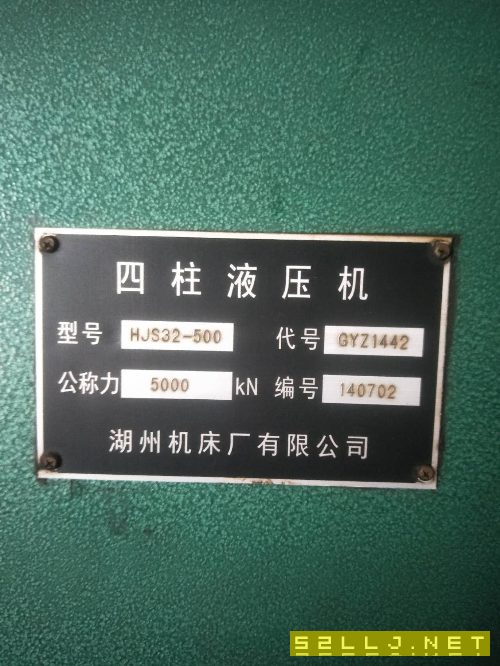 四柱液压机
型号 HJS32-500 代号 GYZ1442
公称力 5000 kN 编号 140702
湖州机床厂有限公司
52LLJ.NET